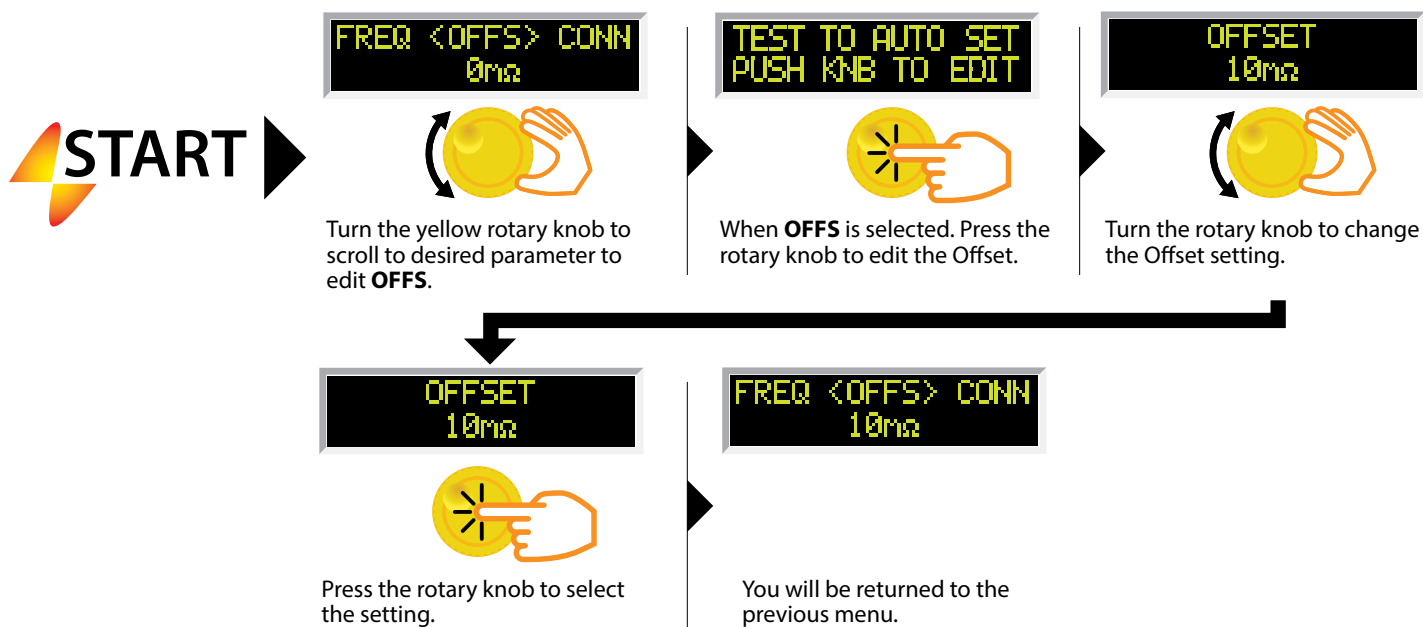 START
FREQ <OFFS> CONN
0mΩ
Turn the yellow rotary knob to
scroll to desired parameter to
edit OFFS.
TEST TO AUTO SET
PUSH KNB TO EDIT
When OFFS is selected. Press the
rotary knob to edit the Offset.
OFFSET
10mΩ
Turn the rotary knob to change
the Offset setting.
OFFSET
10mΩ
Press the rotary knob to select
the setting.
FREQ <OFFS> CONN
10mΩ
You will be returned to the
previous menu.